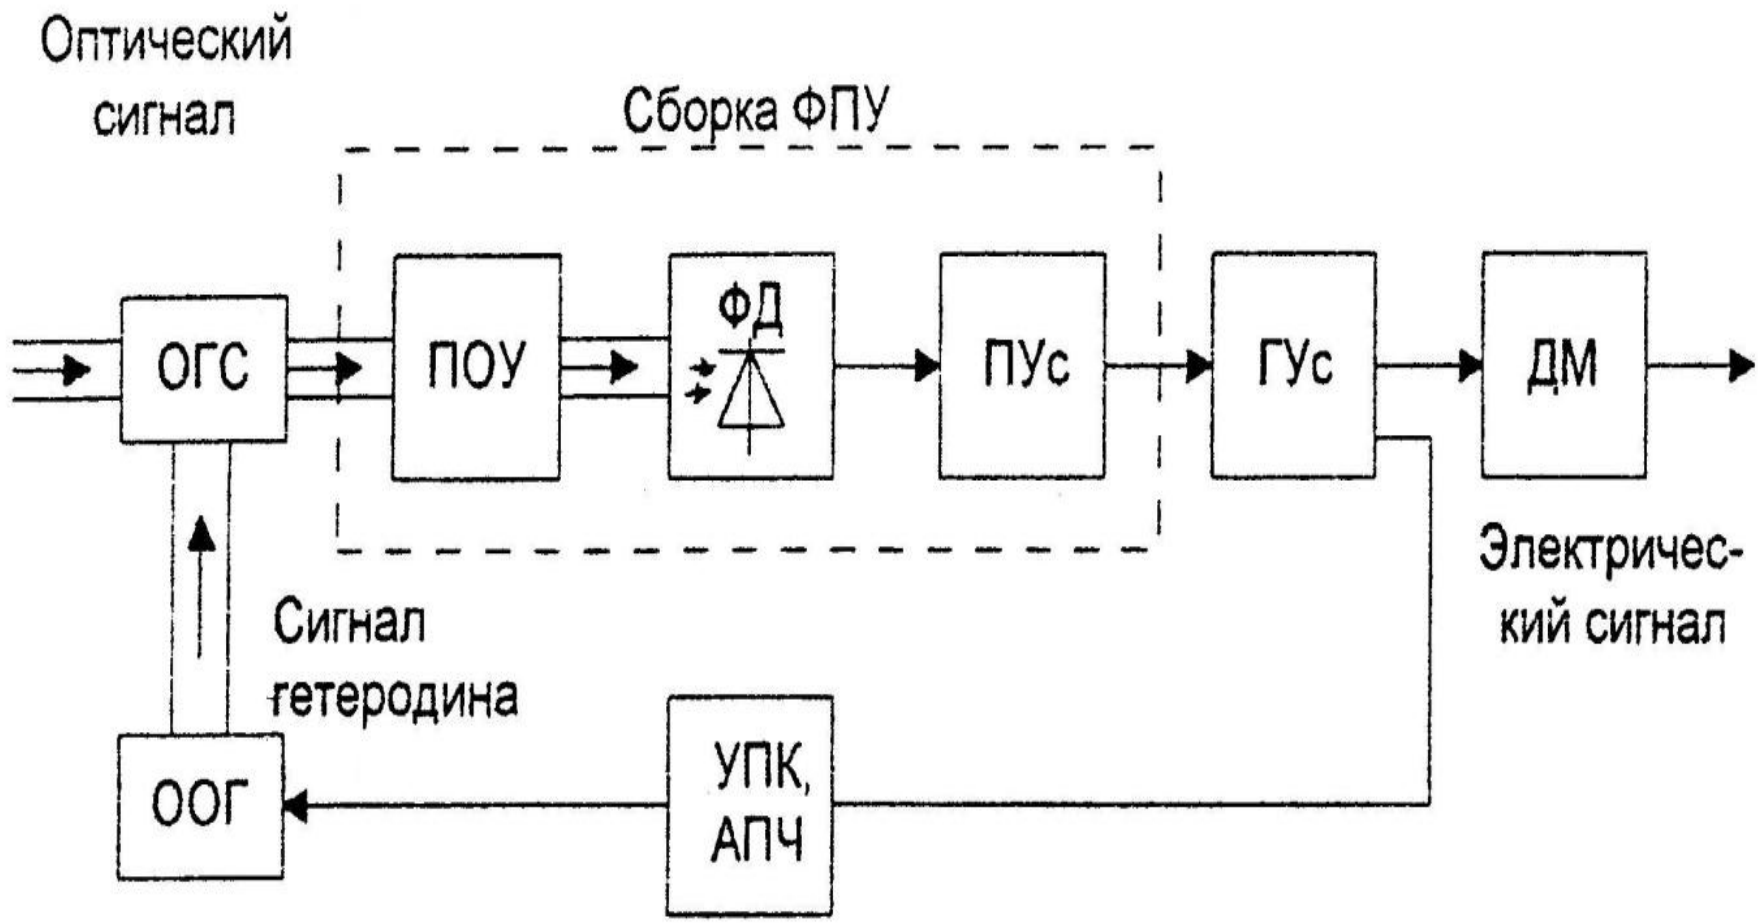 Оптический
сигнал
Сборка ФПУ
ОГС
ПОУ
ФД
ПУс
ГУс
ДМ
Электричес-
кий сигнал
Сигнал
гетеродина
ООГ
УПК,
АПЧ